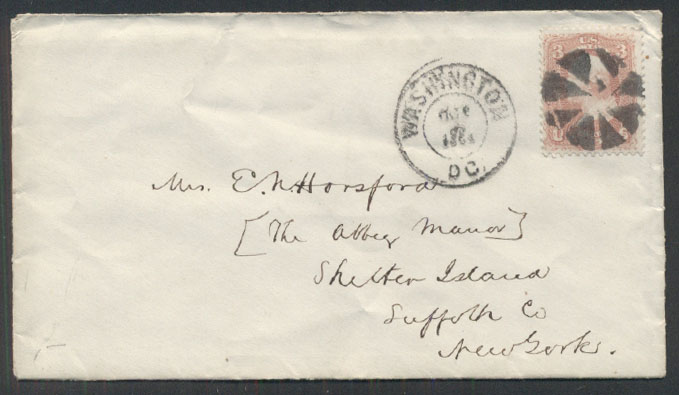 3 U.S. 3
WASHINGTON
D.C.
Mrs. E. N. Horsford
[The Abbey Manor]
Shelter Island
Suffolk Co
New York.